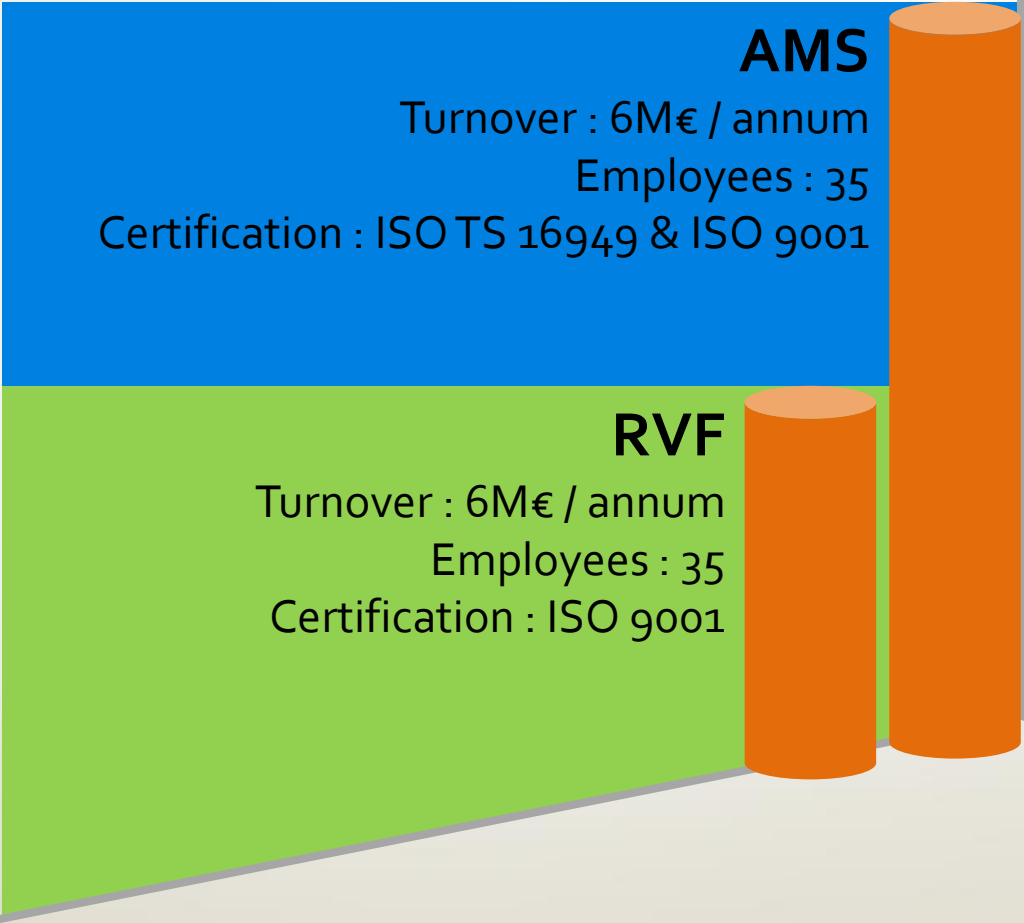 AMS
Turnover : 6M€ / annum
Employees : 35
Certification : ISO TS 16949 & ISO 9001
RVF
Turnover : 6M€ / annum
Employees : 35
Certification : ISO 9001